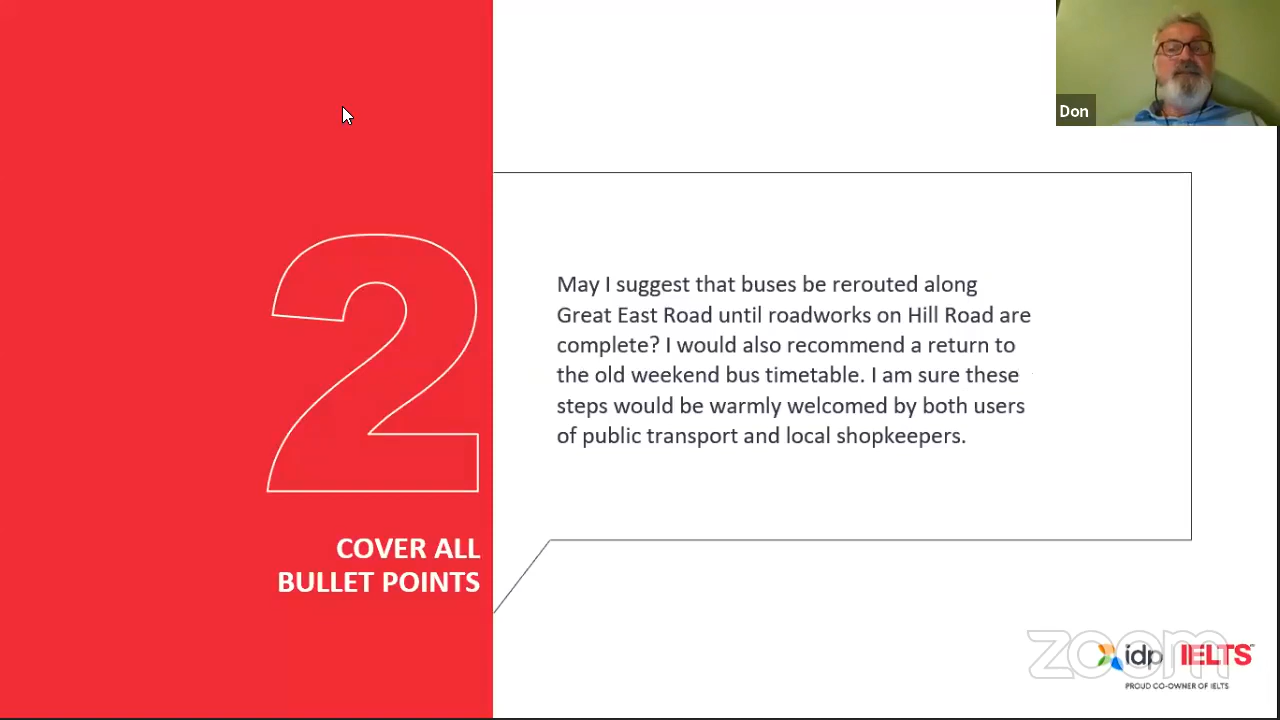 Don
2
May I suggest that buses be rerouted along
Great East Road until roadworks on Hill Road are
complete? I would also recommend a return to
the old weekend bus timetable. I am sure these
steps would be warmly welcomed by both users
of public transport and local shopkeepers.
COVER ALL
BULLET POINTS
zoom
idp IELTS™
PROUD CO-OWNER OF IELTS